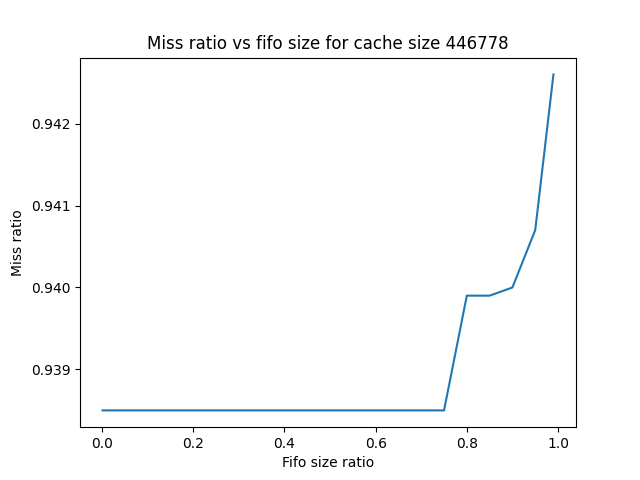 Miss ratio vs fifo size for cache size 446778
0.942
0.941
0.940
0.939
Miss ratio
0.0 0.2 0.4 0.6 0.8 1.0
Fifo size ratio